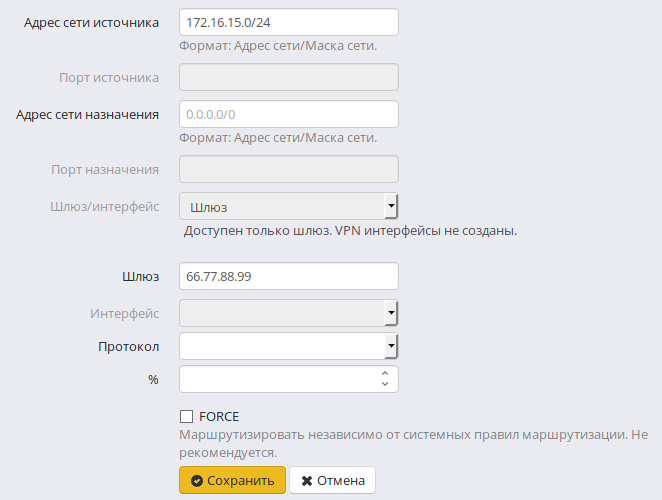 Адрес сети источника 172.16.15.0/24
Формат: Адрес сети/Маска сети.
Порт источника
Адрес сети назначения 0.0.0.0/0
Формат: Адрес сети/Маска сети.
Порт назначения
Шлюз/интерфейс Шлюз
Доступен только шлюз. VPN интерфейсы не созданы.
Шлюз 66.77.88.99
Интерфейс
Протокол
%
FORCE
Маршрутизировать независимо от системных правил маршрутизации. Не
рекомендуется.
Сохранить Отмена